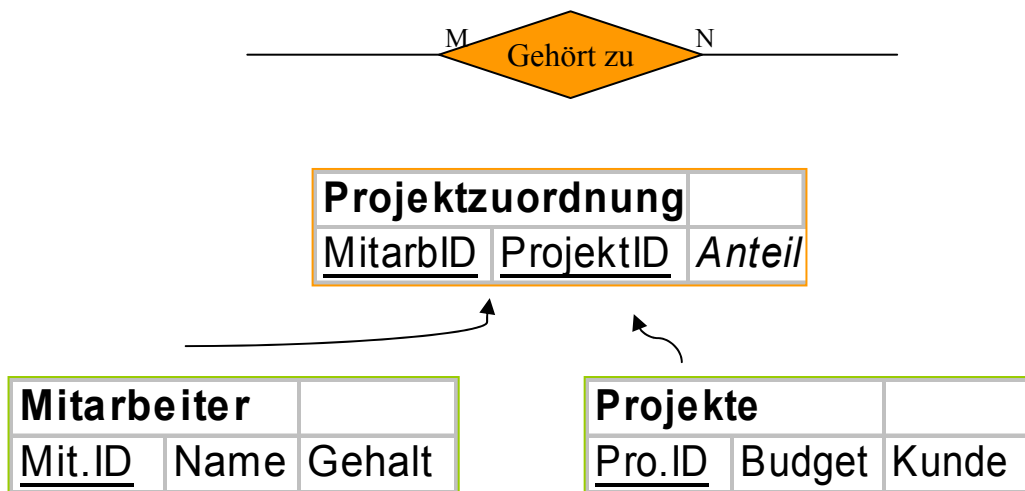 M Gehört zu N
Projektzuordnung
MitarbID ProjektID Anteil
Mitarbeiter
Mit.ID Name Gehalt
Projekte
Pro.ID Budget Kunde